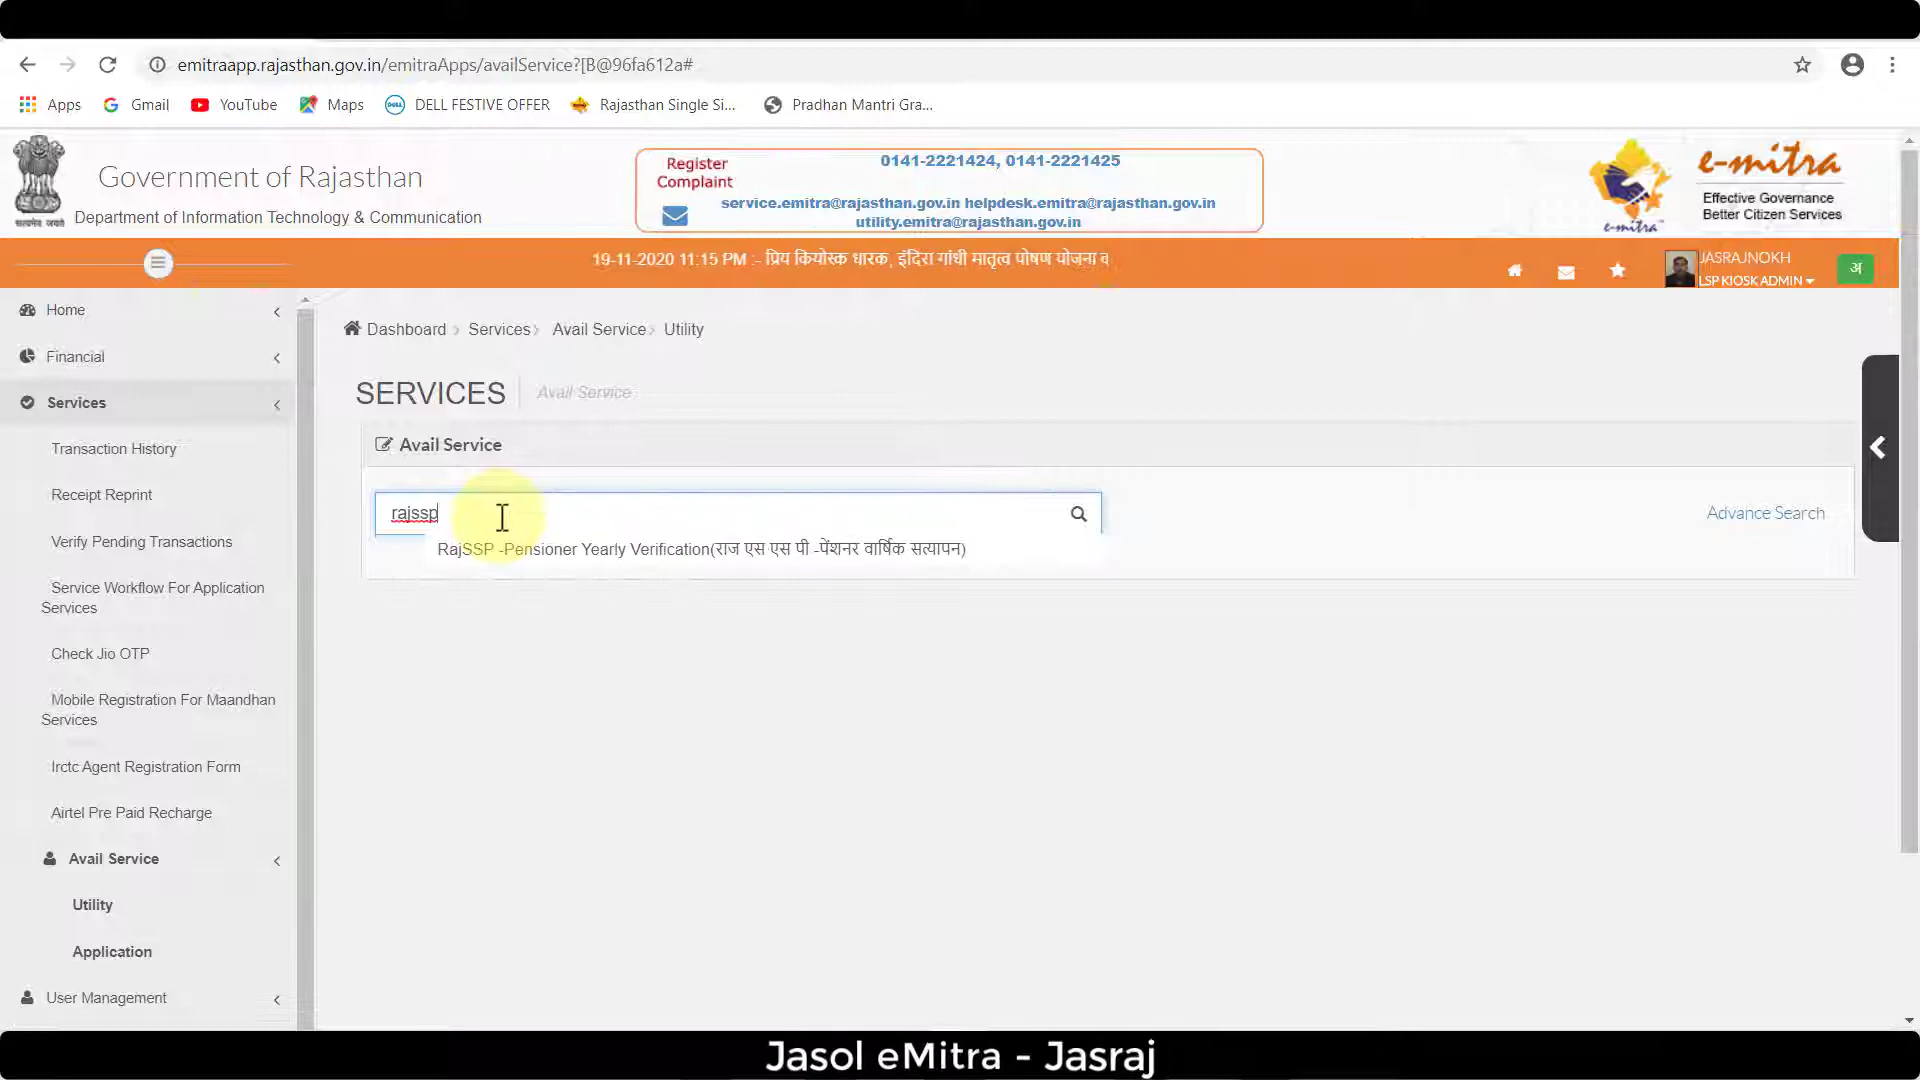 emitraapp.rajasthan.gov.in/emitraApps/availService?[B@96fa612a#
Apps Gmail YouTube Maps DELL FESTIVE OFFER Rajasthan Single Si... Pradhan Mantri Gra...
Government of Rajasthan
Department of Information Technology & Communication
सत्यमेव जयते
Register
Complaint
0141-2221424, 0141-2221425
service.emitra@rajasthan.gov.in helpdesk.emitra@rajasthan.gov.in
utility.emitra@rajasthan.gov.in
e-mitra
e-mitra
Effective Governance
Better Citizen Services
19-11-2020 11:15 PM :- प्रिय कियोस्क धारक, इंदिरा गांधी मातृत्व पोषण योजना व
JASRAJNOKH
LSP KIOSK ADMIN
अ
Home
Financial
Services
Transaction History
Receipt Reprint
Verify Pending Transactions
Service Workflow For Application
Services
Check Jio OTP
Mobile Registration For Maandhan
Services
Irctc Agent Registration Form
Airtel Pre Paid Recharge
Avail Service
Utility
Application
User Management
Dashboard Services Avail Service Utility
SERVICES Avail Service
Avail Service
rajssp
Advance Search
RajSSP -Pensioner Yearly Verification(राज एस एस पी -पेंशनर वार्षिक सत्यापन)
Jasol eMitra - Jasraj